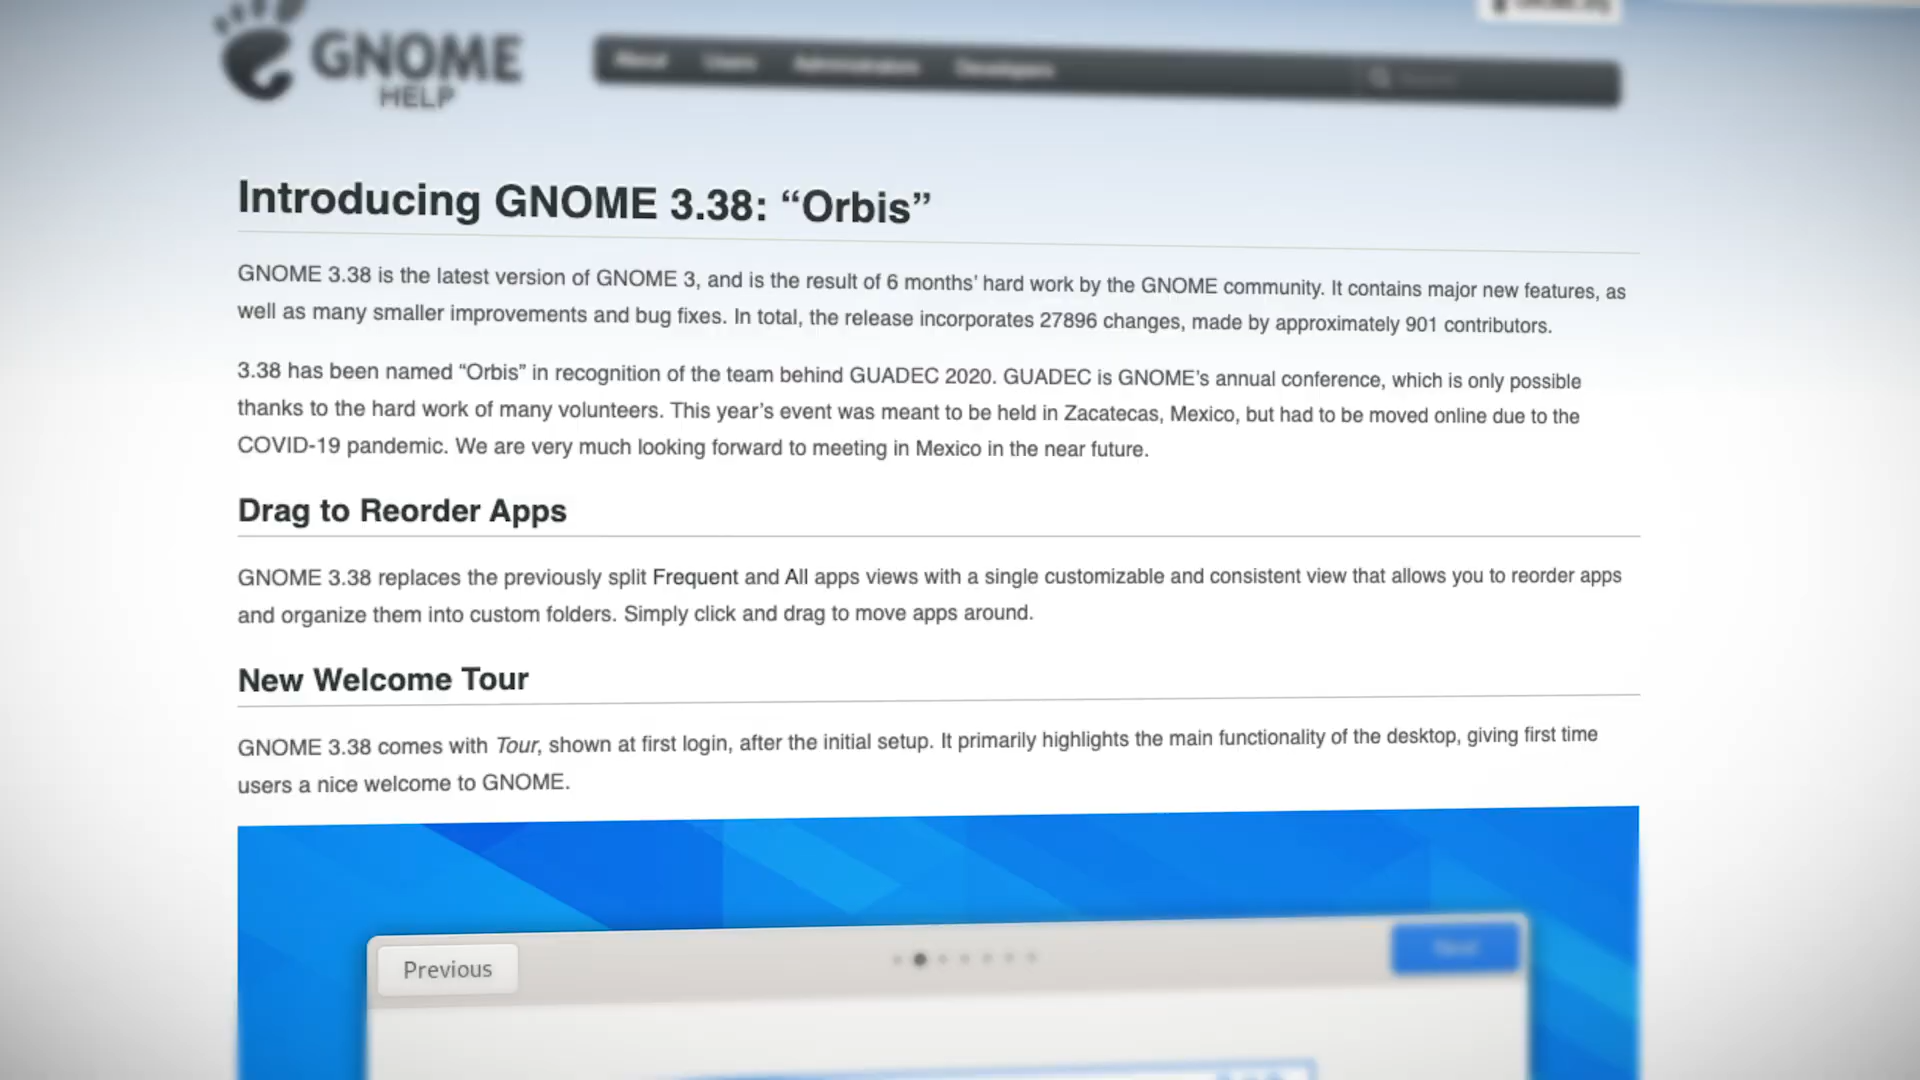 GNOME
HELP
About Users Administrators Developers
Introducing GNOME 3.38: “Orbis”
GNOME 3.38 is the latest version of GNOME 3, and is the result of 6 months’ hard work by the GNOME community. It contains major new features, as
well as many smaller improvements and bug fixes. In total, the release incorporates 27896 changes, made by approximately 901 contributors.
3.38 has been named “Orbis” in recognition of the team behind GUADEC 2020. GUADEC is GNOME’s annual conference, which is only possible
thanks to the hard work of many volunteers. This year’s event was meant to be held in Zacatecas, Mexico, but had to be moved online due to the
COVID-19 pandemic. We are very much looking forward to meeting in Mexico in the near future.
Drag to Reorder Apps
GNOME 3.38 replaces the previously split Frequent and All apps views with a single customizable and consistent view that allows you to reorder apps
and organize them into custom folders. Simply click and drag to move apps around.
New Welcome Tour
GNOME 3.38 comes with Tour, shown at first login, after the initial setup. It primarily highlights the main functionality of the desktop, giving first time
users a nice welcome to GNOME.
Previous Next